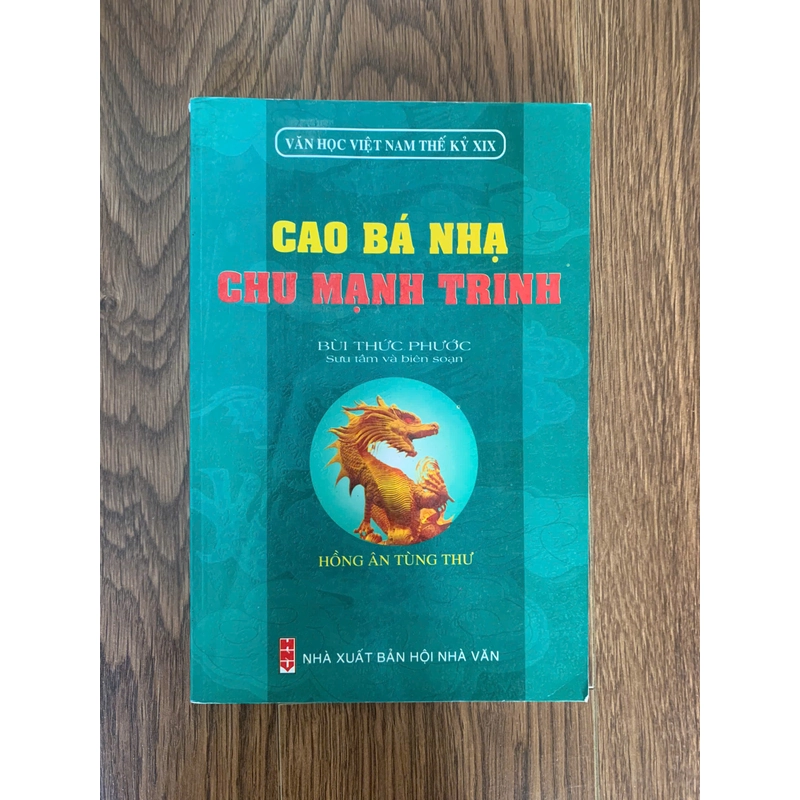 VĂN HỌC VIỆT NAM THẾ KỶ XIX
CAO BÁ NHẠ
CHU MẠNH TRINH
BÙI THỨC PHƯỚC
Sưu tầm và biên soạn
HỒNG ÂN TÙNG THƯ
HNV
NHÀ XUẤT BẢN HỘI NHÀ VĂN